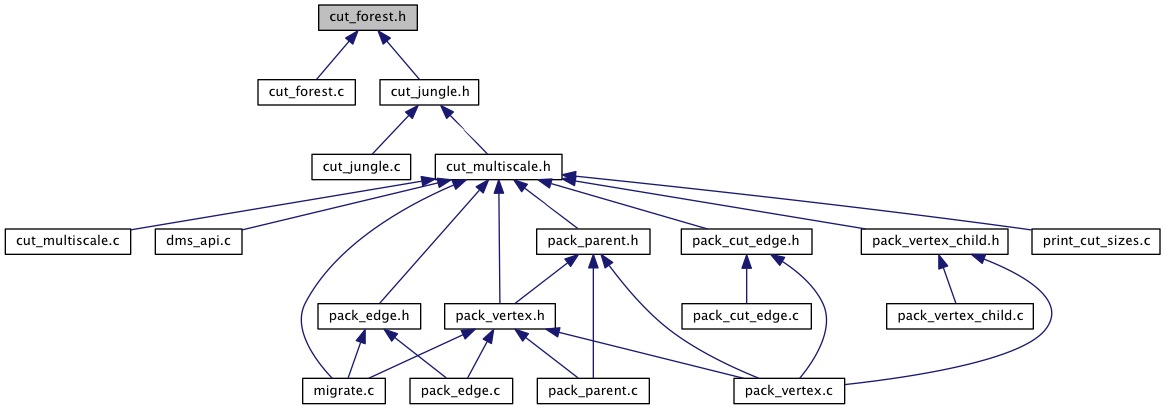 cut_forest.h
cut_forest.c
cut_jungle.h
cut_jungle.c
cut_multiscale.h
cut_multiscale.c
dms_api.c
pack_parent.h
pack_cut_edge.h
pack_vertex_child.h
print_cut_sizes.c
pack_edge.h
pack_vertex.h
pack_cut_edge.c
pack_vertex_child.c
migrate.c
pack_edge.c
pack_parent.c
pack_vertex.c